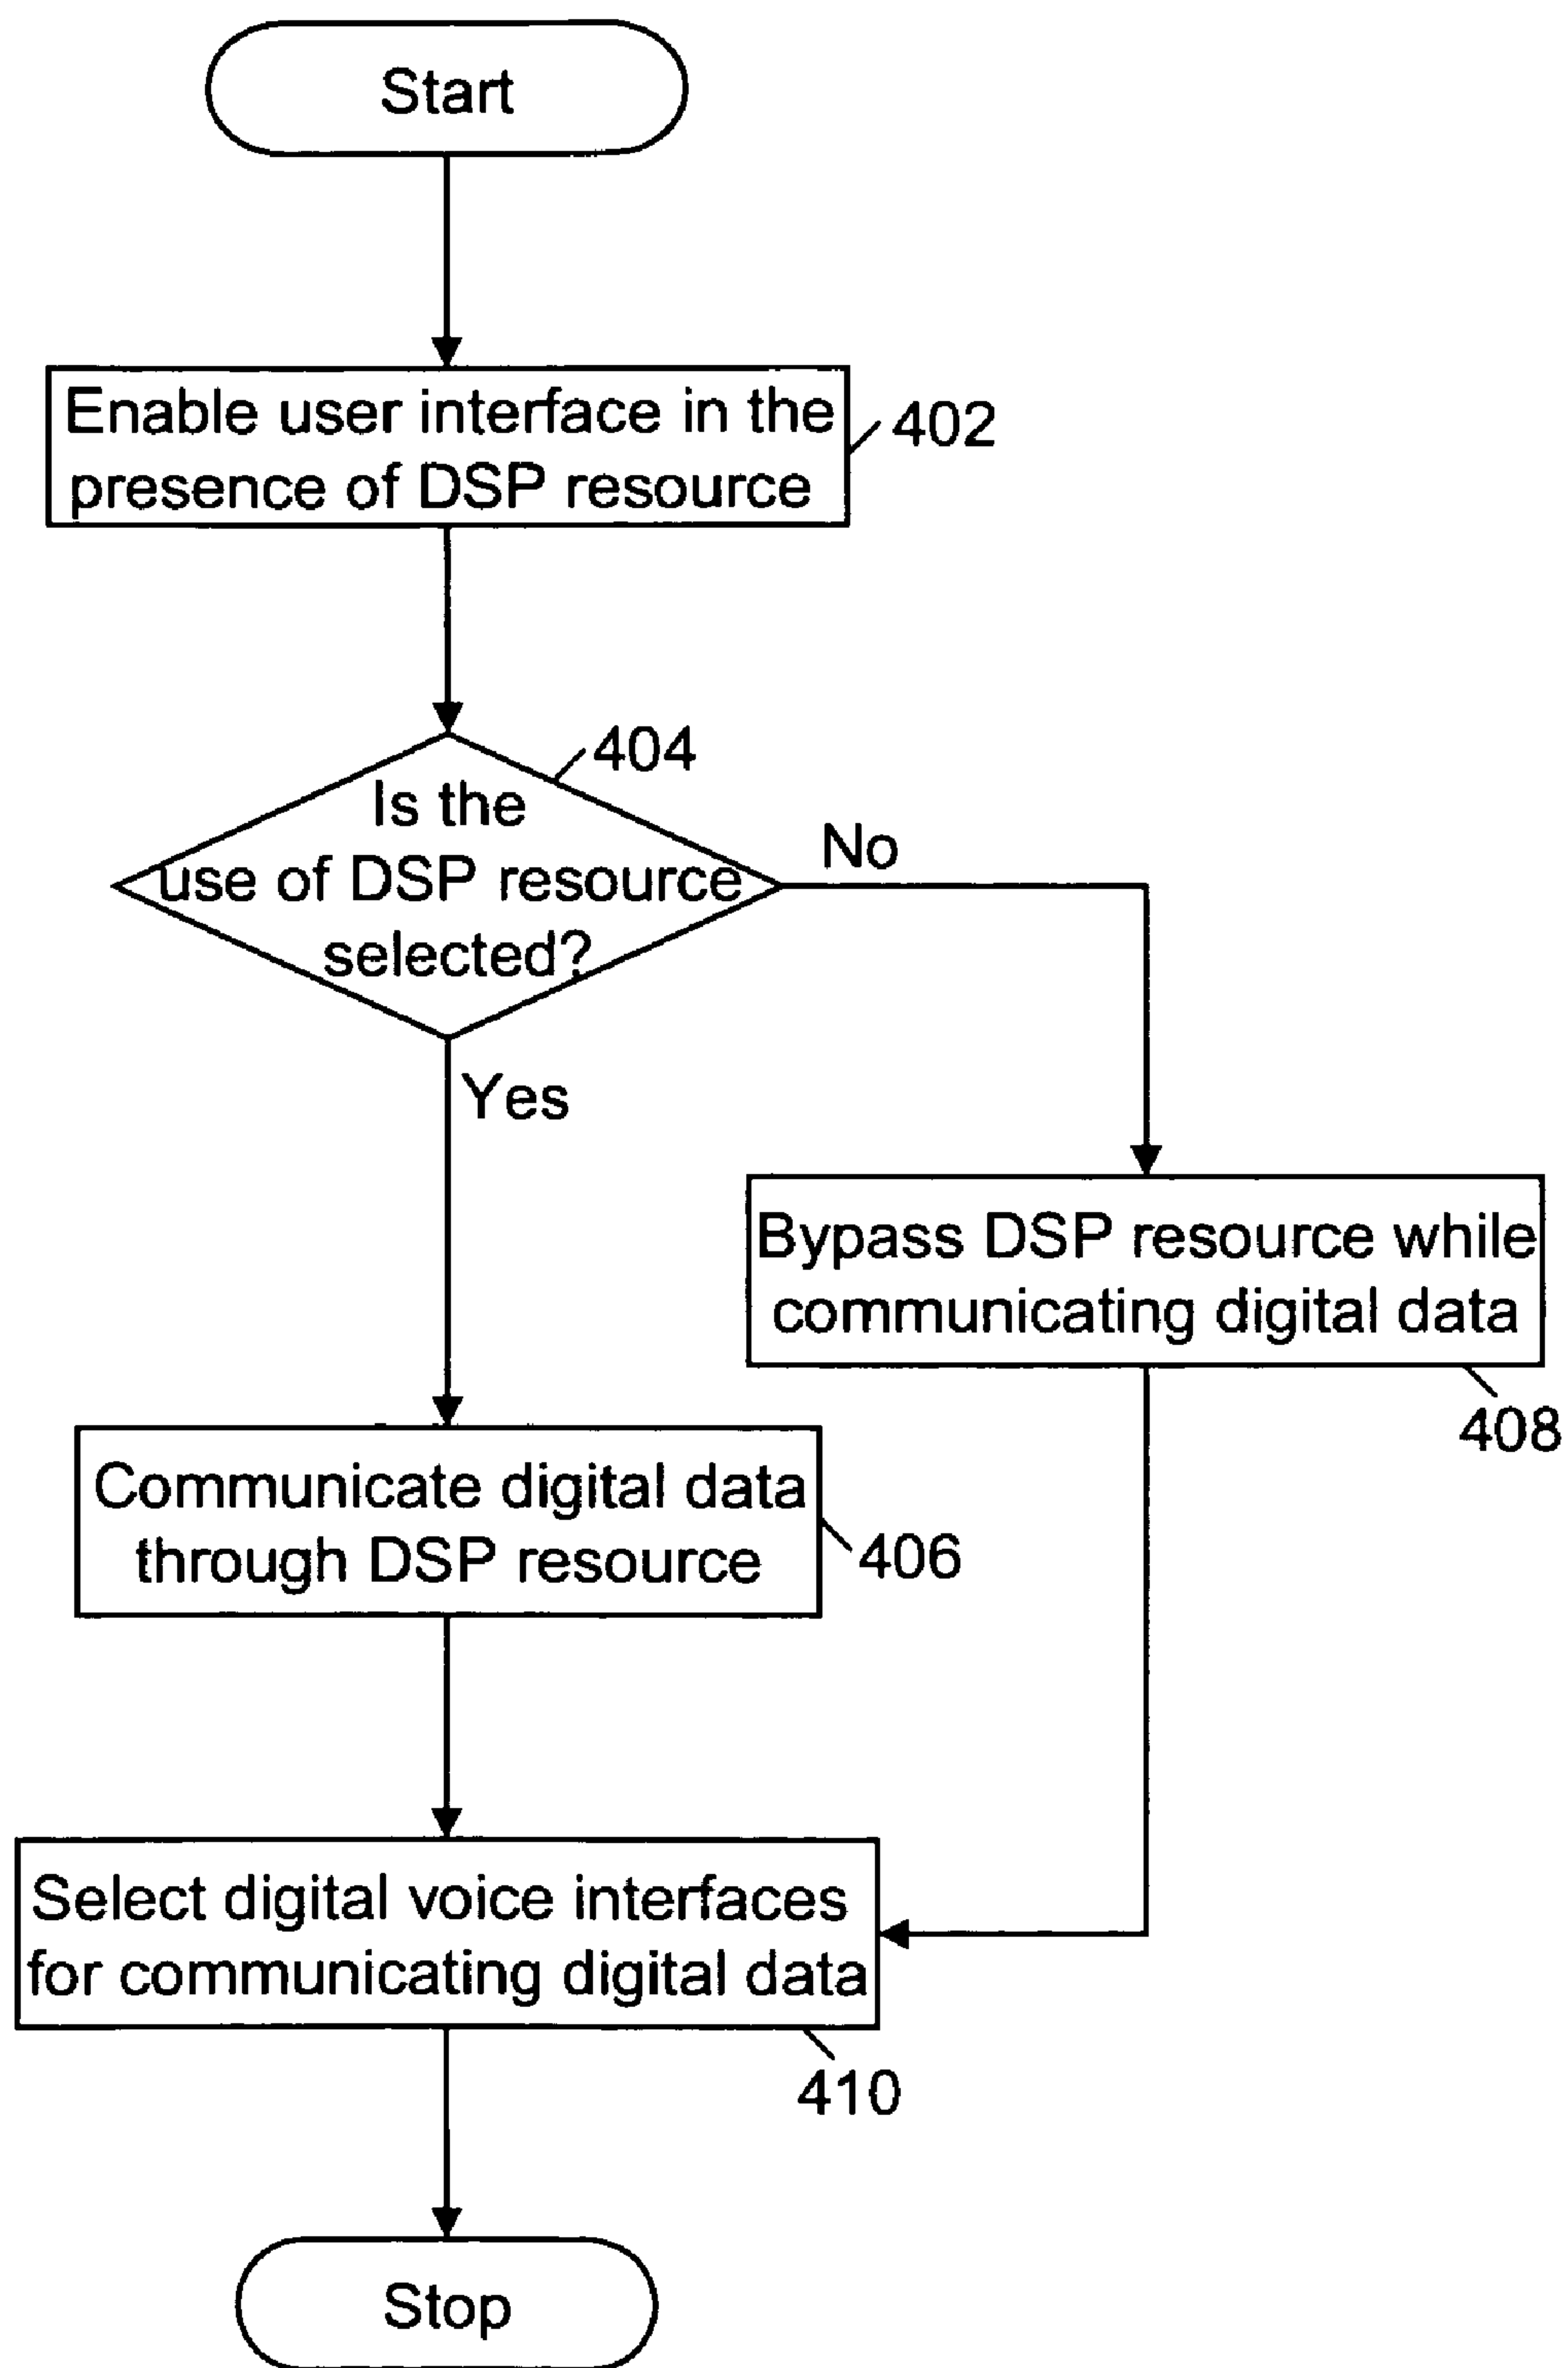 Start
Enable user interface in the
presence of DSP resource
402
404
Is the
use of DSP resource
selected?
No
Yes
Bypass DSP resource while
communicating digital data
408
Communicate digital data
through DSP resource
406
Select digital voice interfaces
for communicating digital data
410
Stop